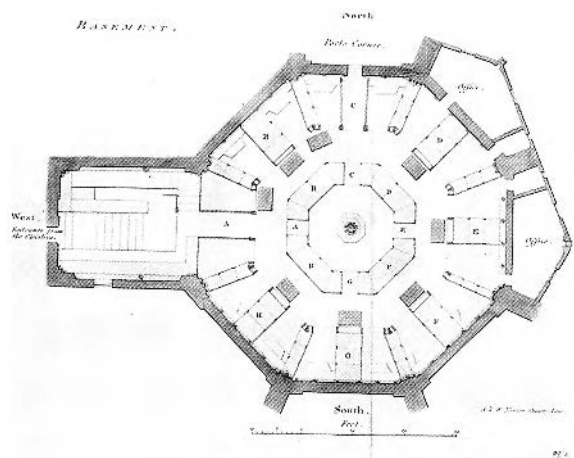 North
BASEMENT.
Poets Corner.
Office.
C
B
D
B
C
D
West.
Entrance from the Cloisters.
A
A
E
E
Office.
B
F
G
H
F
G
South.
Feet.